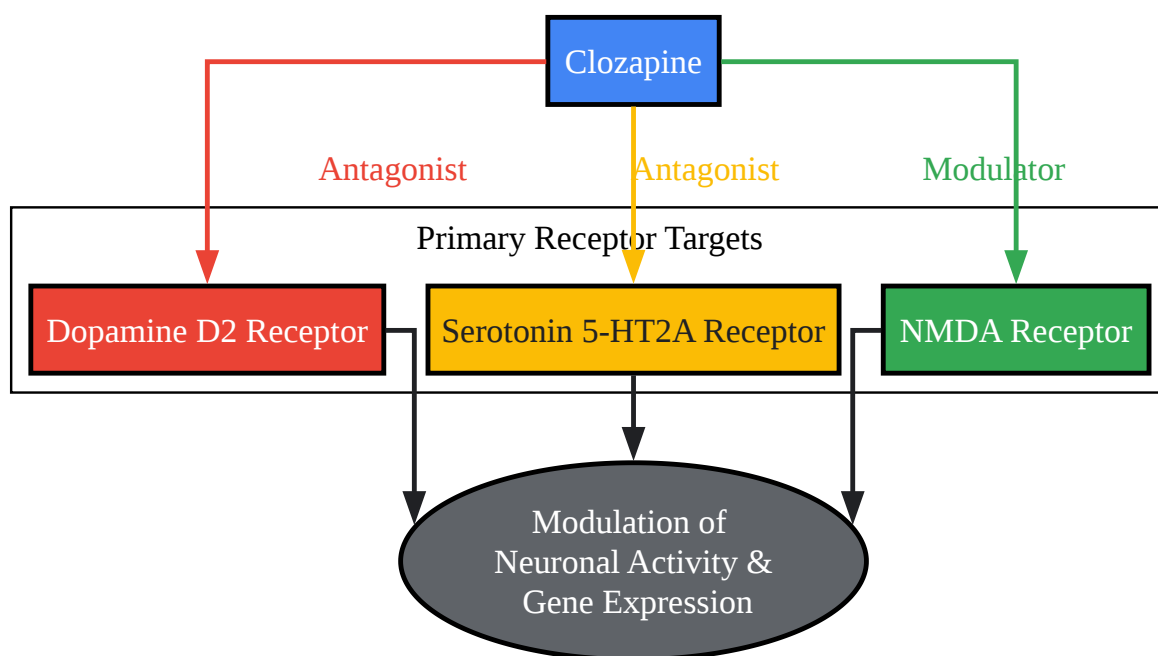 Clozapine
Antagonist
Antagonist
Modulator
Primary Receptor Targets
Dopamine D2 Receptor
Serotonin 5-HT2A Receptor
NMDA Receptor
Modulation of
Neuronal Activity &
Gene Expression